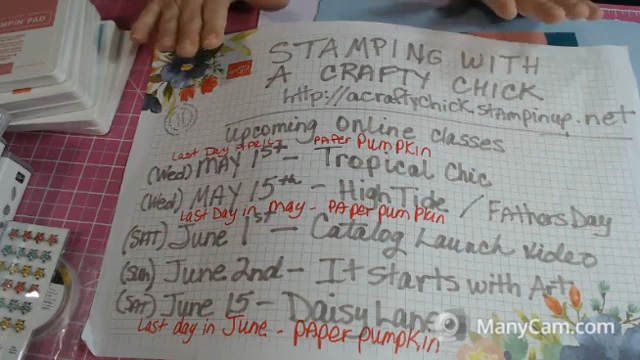 STAMPIN' PAD
STAMPING WITH
A CRAFTY CHICK
http://acraftychick.stampinup.net
upcoming online classes
Last Day of PAPER PUMPKIN
(Wed) MAY 1st - Tropical Chic
(Wed) MAY 15th - High Tide / FATHers DAY
Last Day in may - PAPer pumpkin
(SAT) June 1st - Catalog Launch video
(Sun) June 2nd - It starts with Art
(SAT) June 15 - Daisy Lane
Last day in June - PAPer pumpkin
ManyCam.com